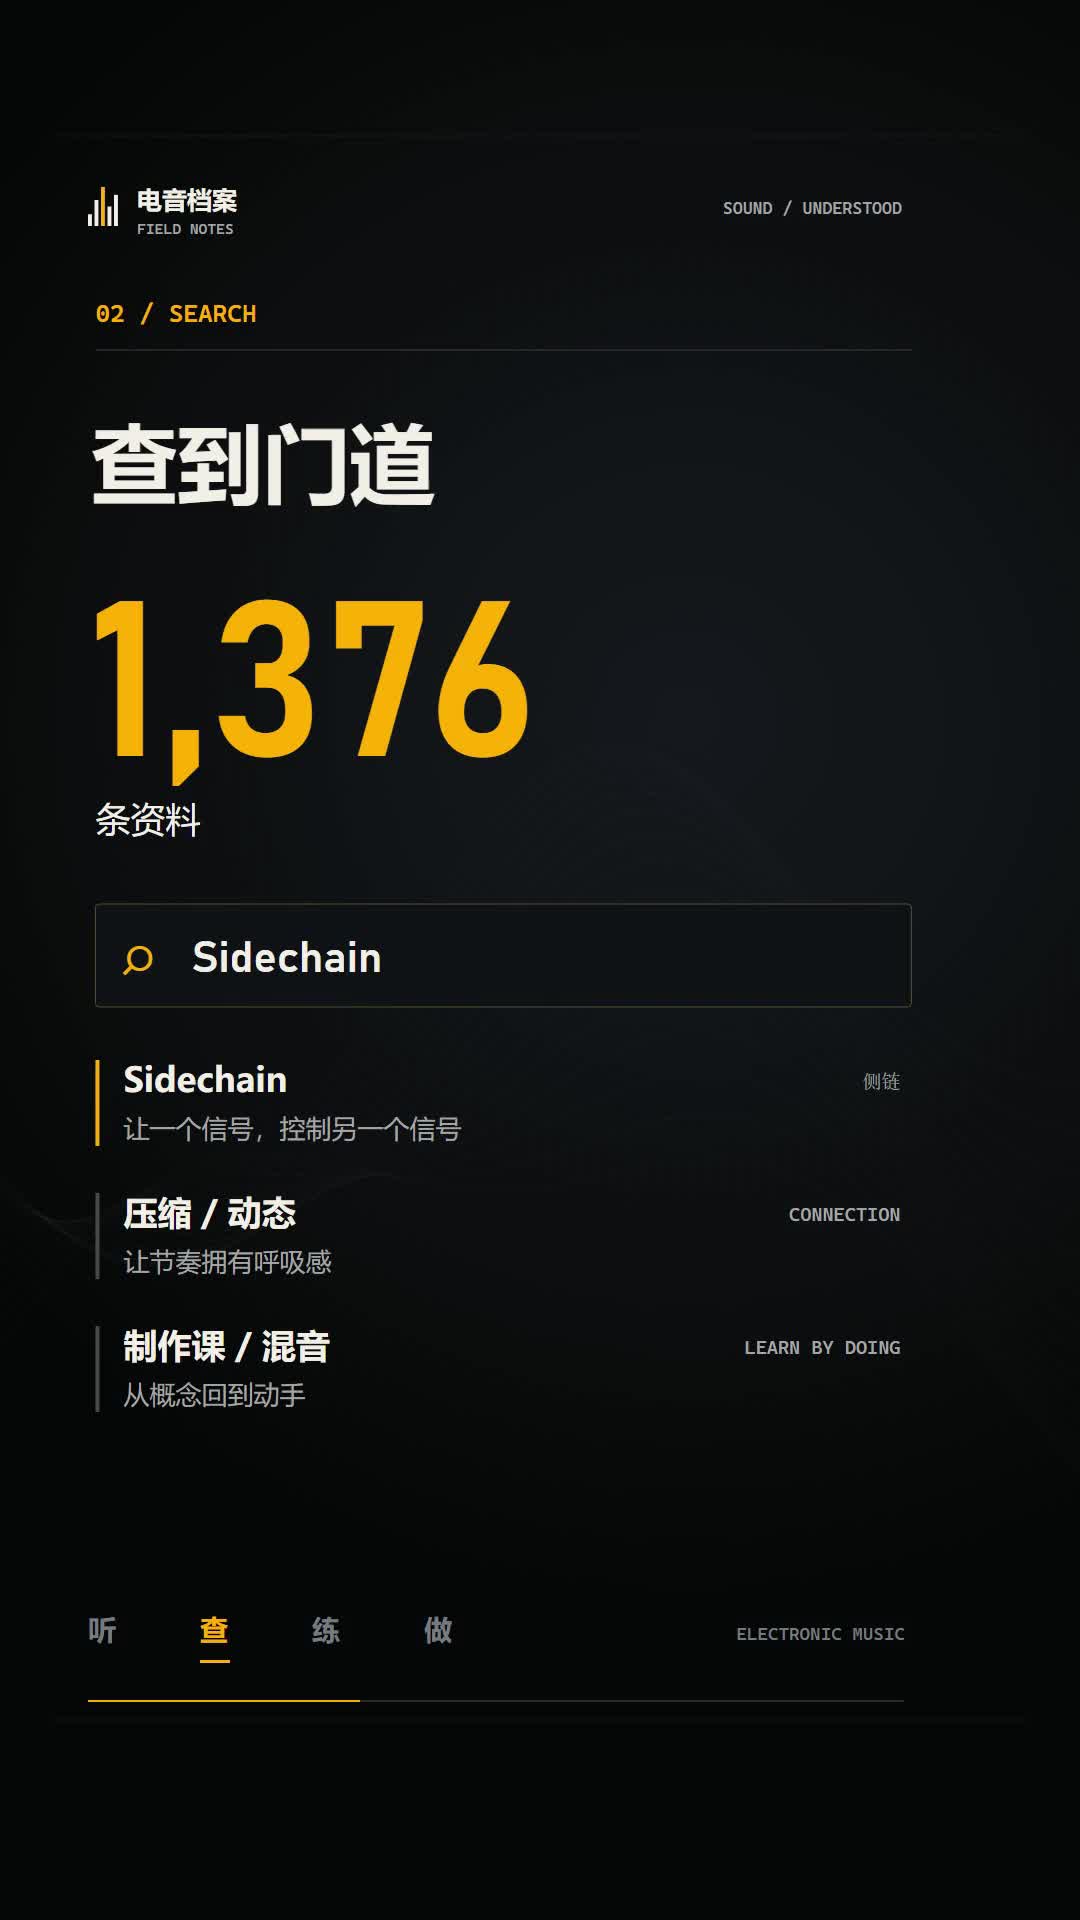 电音档案
FIELD NOTES
SOUND / UNDERSTOOD
02 / SEARCH
查到门道
1,376
条资料
Sidechain
Sidechain
侧链
让一个信号，控制另一个信号
压缩 / 动态
CONNECTION
让节奏拥有呼吸感
制作课 / 混音
LEARN BY DOING
从概念回到动手
听 查 练 做
ELECTRONIC MUSIC